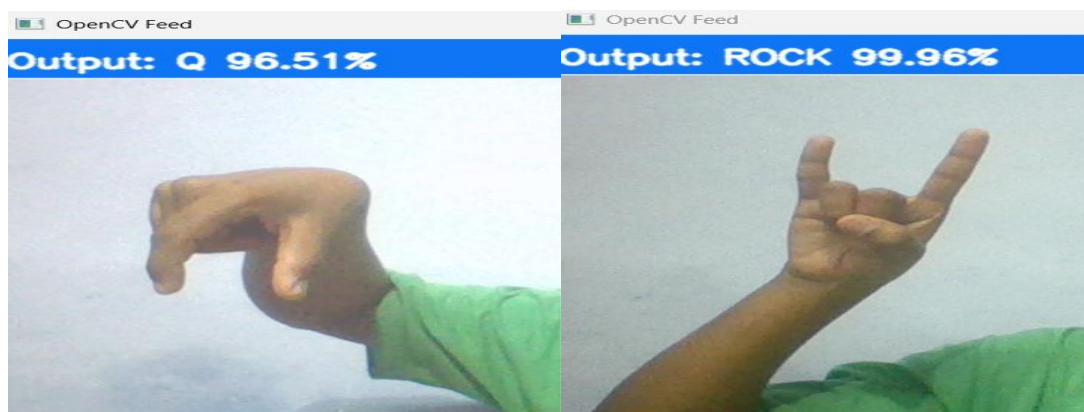 OpenCV Feed
Output: Q 96.51%
OpenCV Feed
Output: ROCK 99.96%